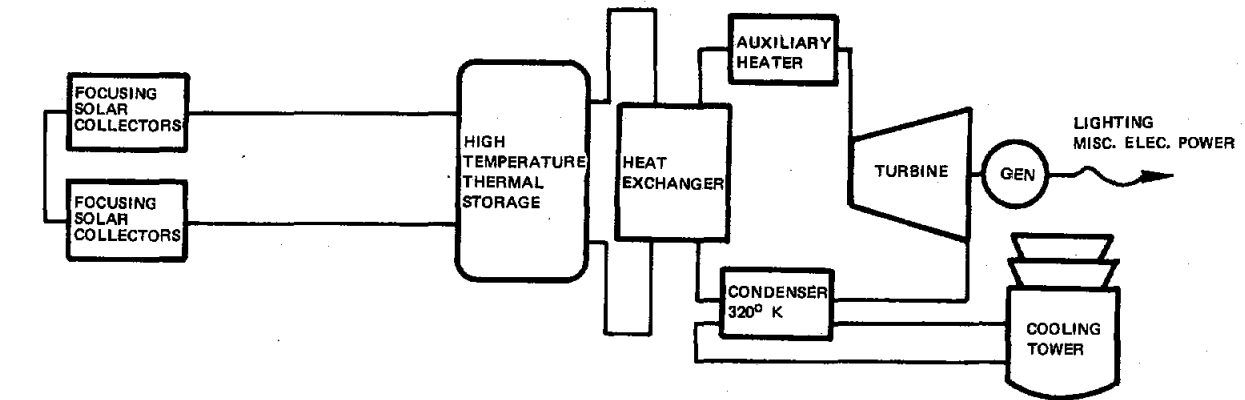 FOCUSING
SOLAR
COLLECTORS
FOCUSING
SOLAR
COLLECTORS
HIGH
TEMPERATURE
THERMAL
STORAGE
HEAT
EXCHANGER
AUXILIARY
HEATER
TURBINE
GEN
LIGHTING
MISC. ELEC. POWER
CONDENSER
320° K
COOLING
TOWER